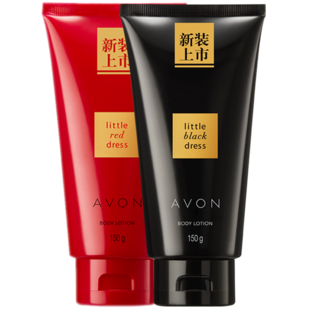 新装
上市
little
red
dress
AVON
BODY LOTION
150 g
新装
上市
little
black
dress
AVON
BODY LOTION
150 g